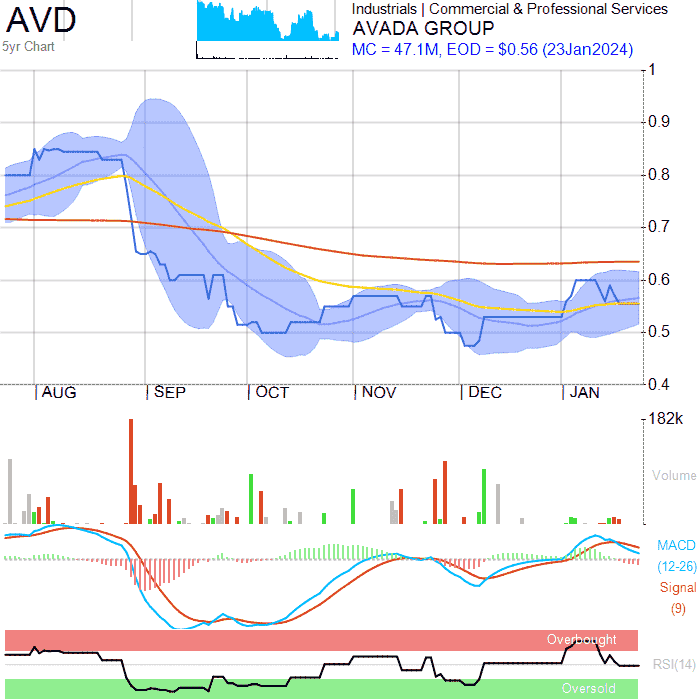 AVD
5yr Chart
Industrials | Commercial & Professional Services
AVADA GROUP
MC = 47.1M, EOD = $0.56 (23Jan2024)
1
0.9
0.8
0.7
0.6
0.5
0.4
AUG SEP OCT NOV DEC JAN
182k
Volume
MACD
(12-26)
Signal
(9)
Overbought
RSI(14)
Oversold